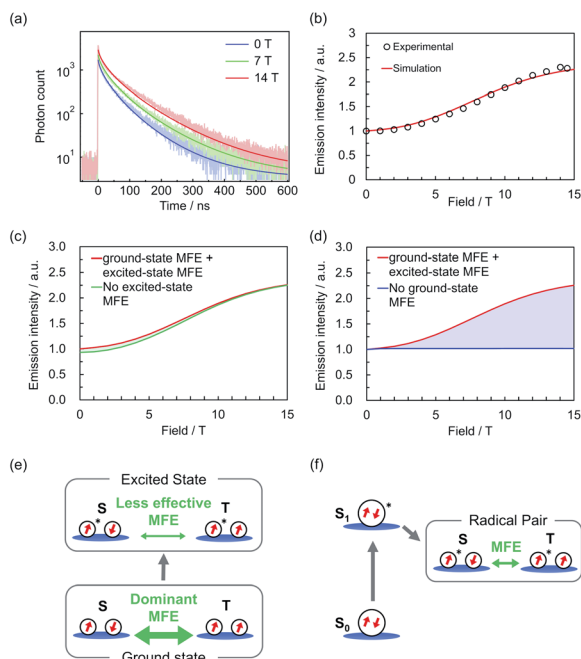 (a)
Photon count
10³
10²
10¹
0 T
7 T
14 T
0 100 200 300 400 500 600
Time / ns
(b)
Emission intensity / a.u.
3
2.5
2
1.5
1
0.5
0
Experimental
Simulation
0 5 10 15
Field / T
(c)
Emission intensity / a.u.
3.0
2.5
2.0
1.5
1.0
0.5
0.0
ground-state MFE +
excited-state MFE
No excited-state
MFE
0 5 10 15
Field / T
(d)
Emission intensity / a.u.
3.0
2.5
2.0
1.5
1.0
0.5
0.0
ground-state MFE +
excited-state MFE
No ground-state
MFE
0 5 10 15
Field / T
(e)
Excited State
S T
Less effective
MFE
* *
S T
Dominant
MFE
Ground state
(f)
S₁ *
Radical Pair
S T
MFE
* *
S₀